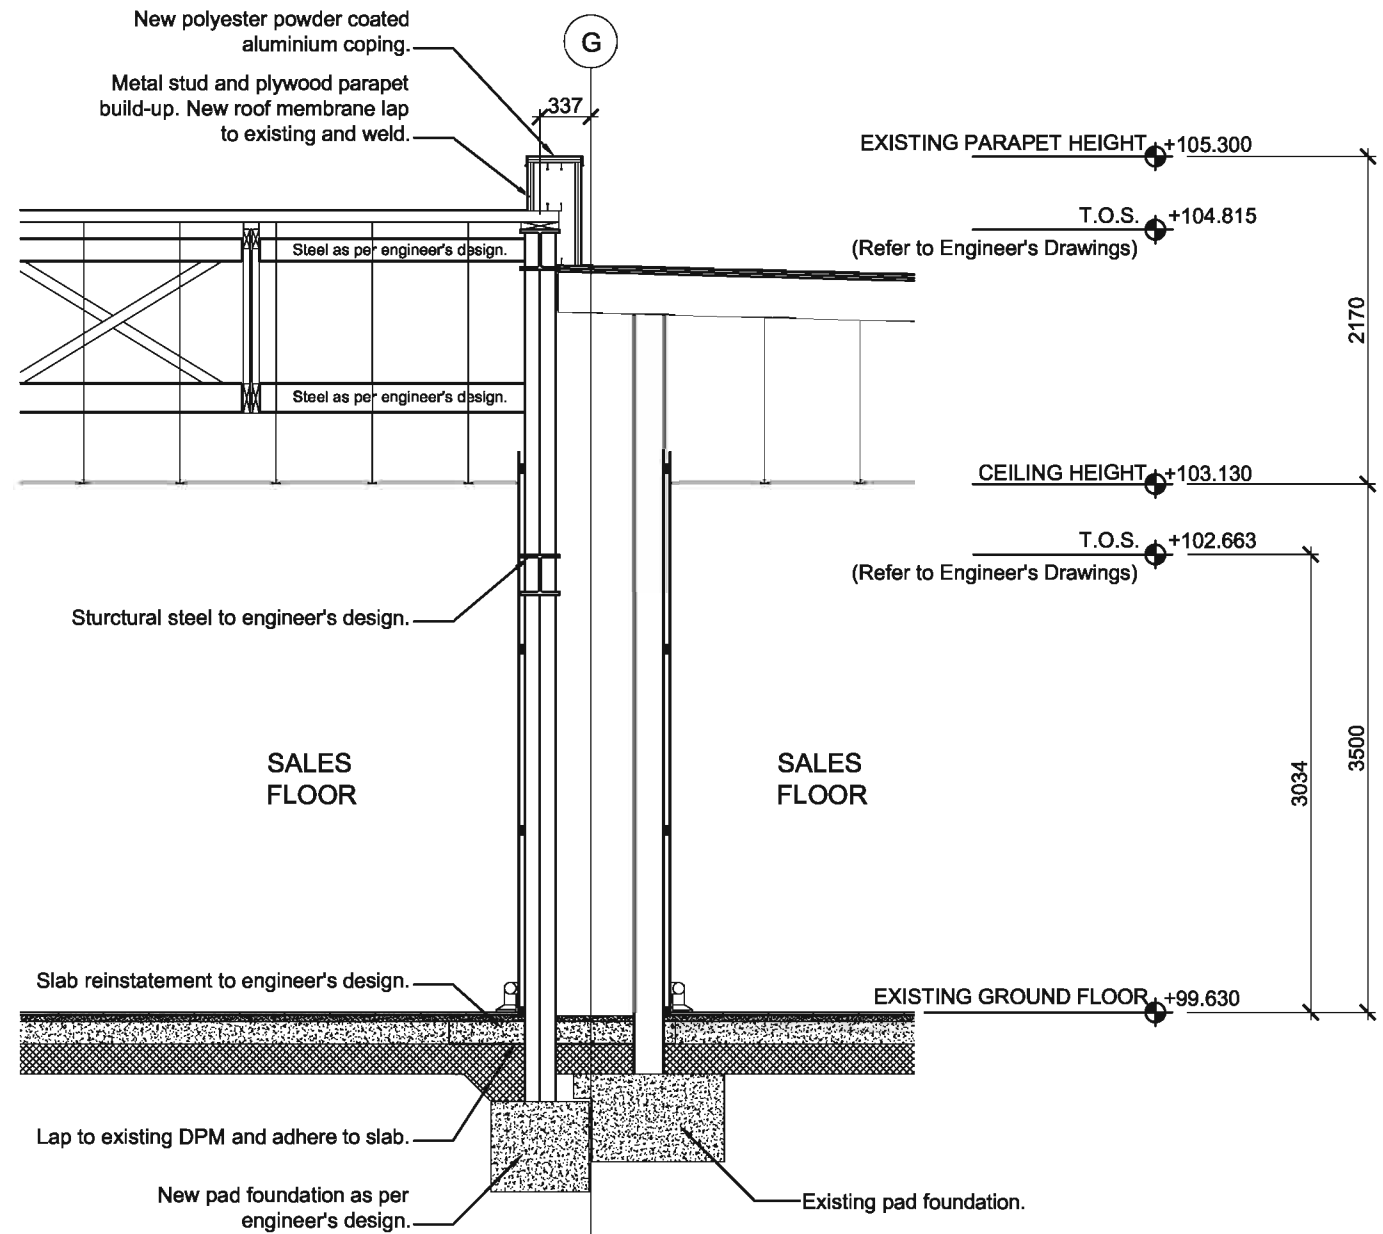 New polyester powder coated
aluminium coping.
G
Metal stud and plywood parapet
build-up. New roof membrane lap
to existing and weld.
337
EXISTING PARAPET HEIGHT +105.300
T.O.S. +104.815
(Refer to Engineer's Drawings)
Steel as per engineer's design.
2170
Steel as per engineer's design.
CEILING HEIGHT +103.130
T.O.S. +102.663
(Refer to Engineer's Drawings)
Sturctural steel to engineer's design.
SALES
FLOOR
SALES
FLOOR
3034
3500
Slab reinstatement to engineer's design.
EXISTING GROUND FLOOR +99.630
Lap to existing DPM and adhere to slab.
New pad foundation as per
engineer's design.
Existing pad foundation.